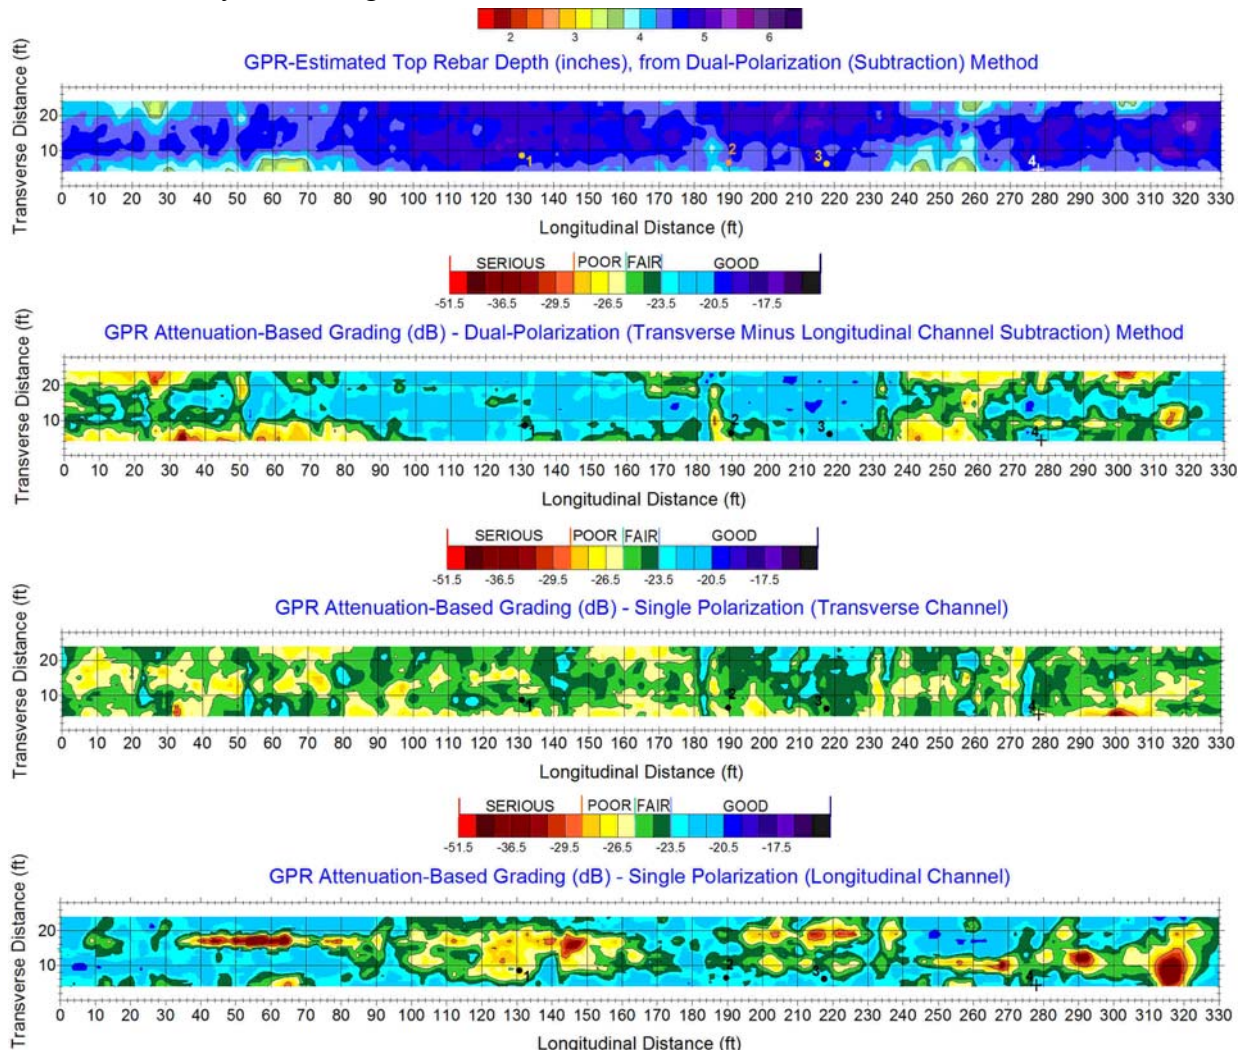 2 3 4 5 6
GPR-Estimated Top Rebar Depth (inches), from Dual-Polarization (Subtraction) Method
Transverse Distance (ft)
20
10
1 2 3 4
0 10 20 30 40 50 60 70 80 90 100 110 120 130 140 150 160 170 180 190 200 210 220 230 240 250 260 270 280 290 300 310 320 330
Longitudinal Distance (ft)
SERIOUS POOR FAIR GOOD
-51.5 -36.5 -29.5 -26.5 -23.5 -20.5 -17.5
GPR Attenuation-Based Grading (dB) - Dual-Polarization (Transverse Minus Longitudinal Channel Subtraction) Method
Transverse Distance (ft)
20
10
1 2 3 4
0 10 20 30 40 50 60 70 80 90 100 110 120 130 140 150 160 170 180 190 200 210 220 230 240 250 260 270 280 290 300 310 320 330
Longitudinal Distance (ft)
SERIOUS POOR FAIR GOOD
-51.5 -36.5 -29.5 -26.5 -23.5 -20.5 -17.5
GPR Attenuation-Based Grading (dB) - Single Polarization (Transverse Channel)
Transverse Distance (ft)
20
10
1 2 3 4
0 10 20 30 40 50 60 70 80 90 100 110 120 130 140 150 160 170 180 190 200 210 220 230 240 250 260 270 280 290 300 310 320 330
Longitudinal Distance (ft)
SERIOUS POOR FAIR GOOD
-51.5 -36.5 -29.5 -26.5 -23.5 -20.5 -17.5
GPR Attenuation-Based Grading (dB) - Single Polarization (Longitudinal Channel)
Transverse Distance (ft)
20
10
1 2 3 4
0 10 20 30 40 50 60 70 80 90 100 110 120 130 140 150 160 170 180 190 200 210 220 230 240 250 260 270 280 290 300 310 320 330
Longitudinal Distance (ft)